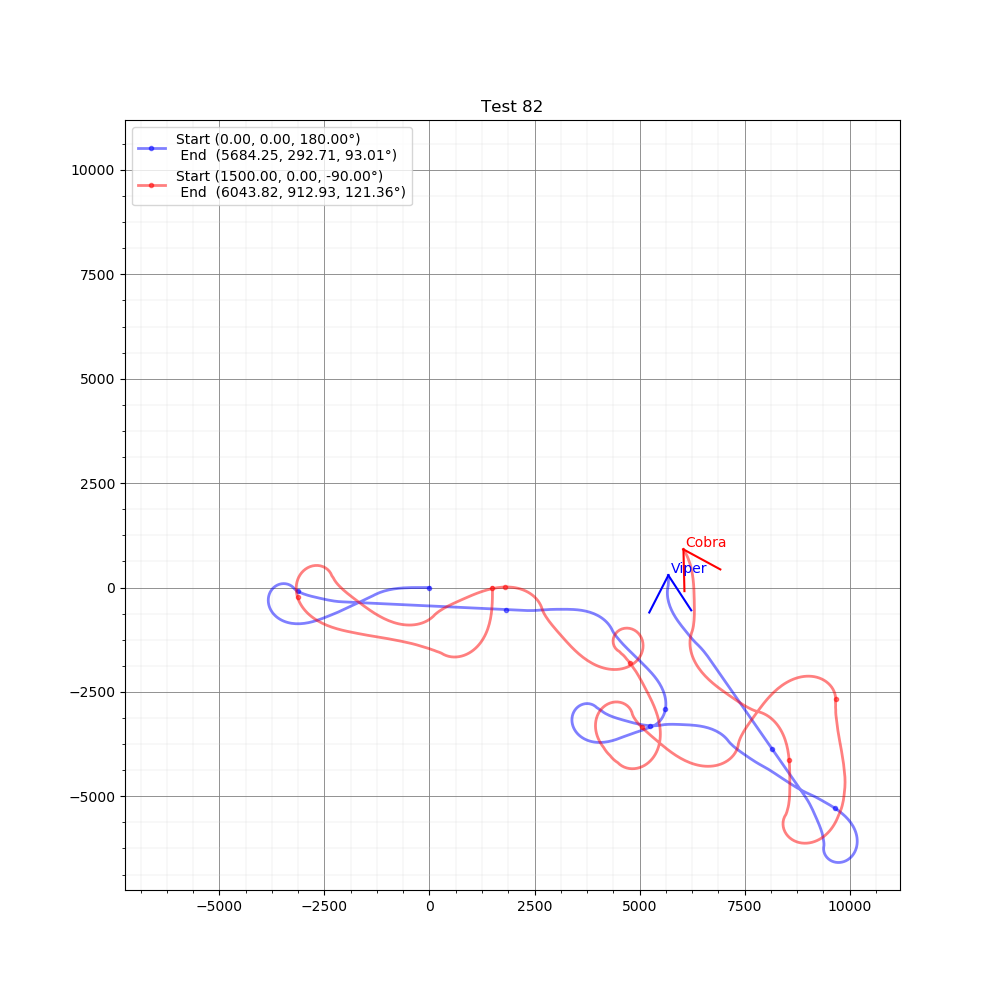 Test 82
Start (0.00, 0.00, 180.00°)
End  (5684.25, 292.71, 93.01°)
Start (1500.00, 0.00, -90.00°)
End  (6043.82, 912.93, 121.36°)
10000
7500
5000
2500
0
−2500
−5000
Cobra
Viper
−5000
−2500
0
2500
5000
7500
10000